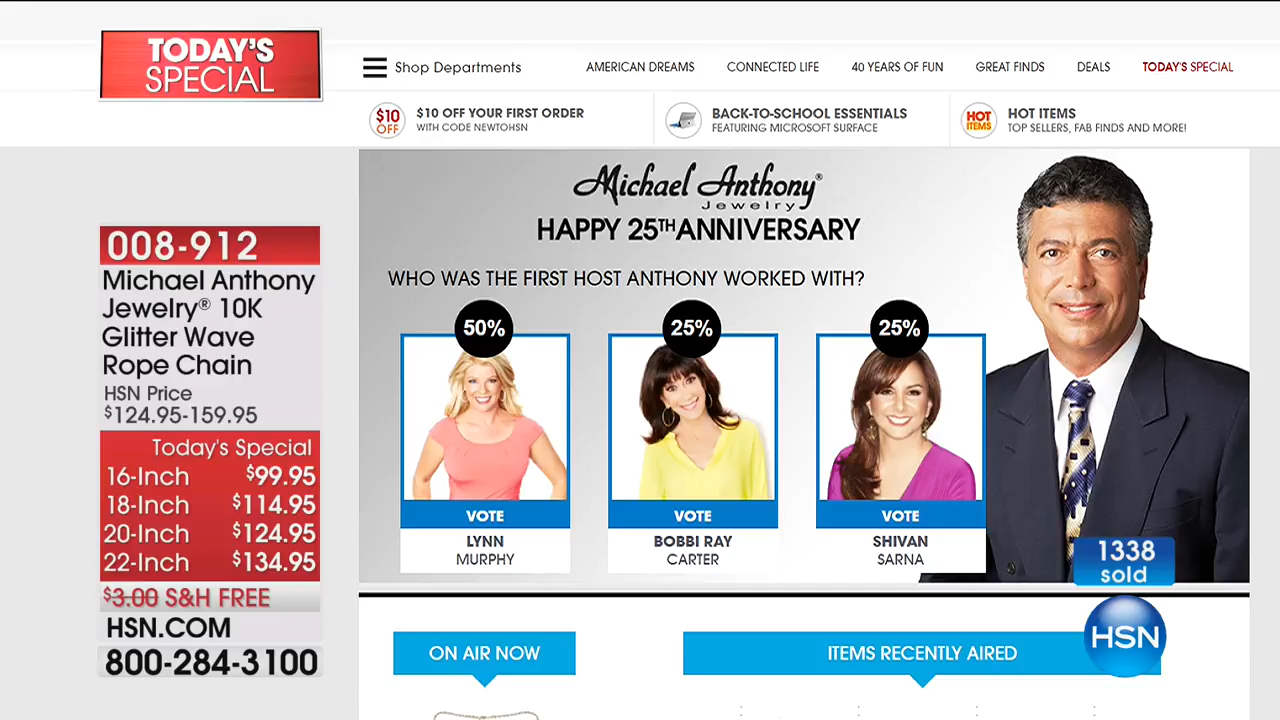 TODAY'S
SPECIAL
Shop Departments
AMERICAN DREAMS
CONNECTED LIFE
40 YEARS OF FUN
GREAT FINDS
DEALS
TODAY'S SPECIAL
$10
OFF
$10 OFF YOUR FIRST ORDER
WITH CODE NEWTOHSN
BACK-TO-SCHOOL ESSENTIALS
FEATURING MICROSOFT SURFACE
HOT
ITEMS
HOT ITEMS
TOP SELLERS, FAB FINDS AND MORE!
008-912
Michael Anthony
Jewelry® 10K
Glitter Wave
Rope Chain
HSN Price
$124.95-159.95
Today's Special
16-Inch $99.95
18-Inch $114.95
20-Inch $124.95
22-Inch $134.95
$3.00 S&H FREE
HSN.COM
800-284-3100
Michael Anthony®
Jewelry
HAPPY 25TH ANNIVERSARY
WHO WAS THE FIRST HOST ANTHONY WORKED WITH?
50%
25%
25%
VOTE
VOTE
VOTE
LYNN
MURPHY
BOBBI RAY
CARTER
SHIVAN
SARNA
1338
sold
HSN
ON AIR NOW
ITEMS RECENTLY AIRED